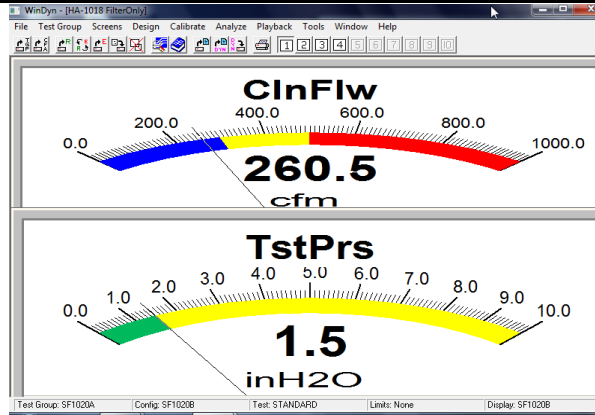 WinDyn - [HA-1018 FilterOnly]
File Test Group Screens Design Calibrate Analyze Playback Tools Window Help
1 2 3 4 5 6 7 8 9 10
ClnFlw
0.0 200.0 400.0 600.0 800.0 1000.0
260.5
cfm
TstPrs
0.0 1.0 2.0 3.0 4.0 5.0 6.0 7.0 8.0 9.0 10.0
1.5
inH2O
Test Group: SF1020A Config: SF1020B Test: STANDARD Limits: None Display: SF1020B